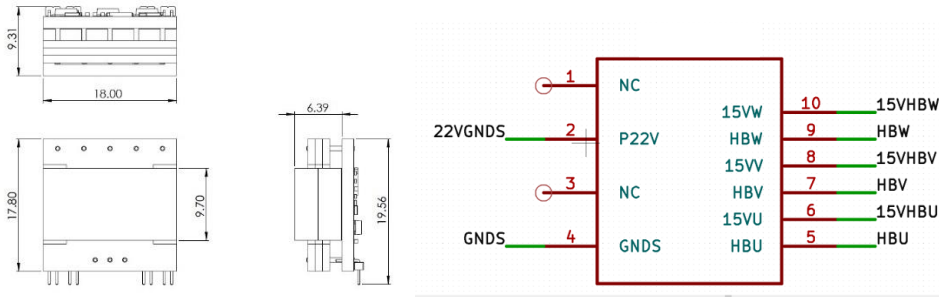 9.31
18.00
6.39
17.80
9.70
19.56
1
NC
15VW
10
15VHBW
22VGNDS
2
P22V
HBW
9
HBW
15VV
8
15VHBV
3
NC
HBV
7
HBV
15VU
6
15VHBU
GNDS
4
GNDS
HBU
5
HBU